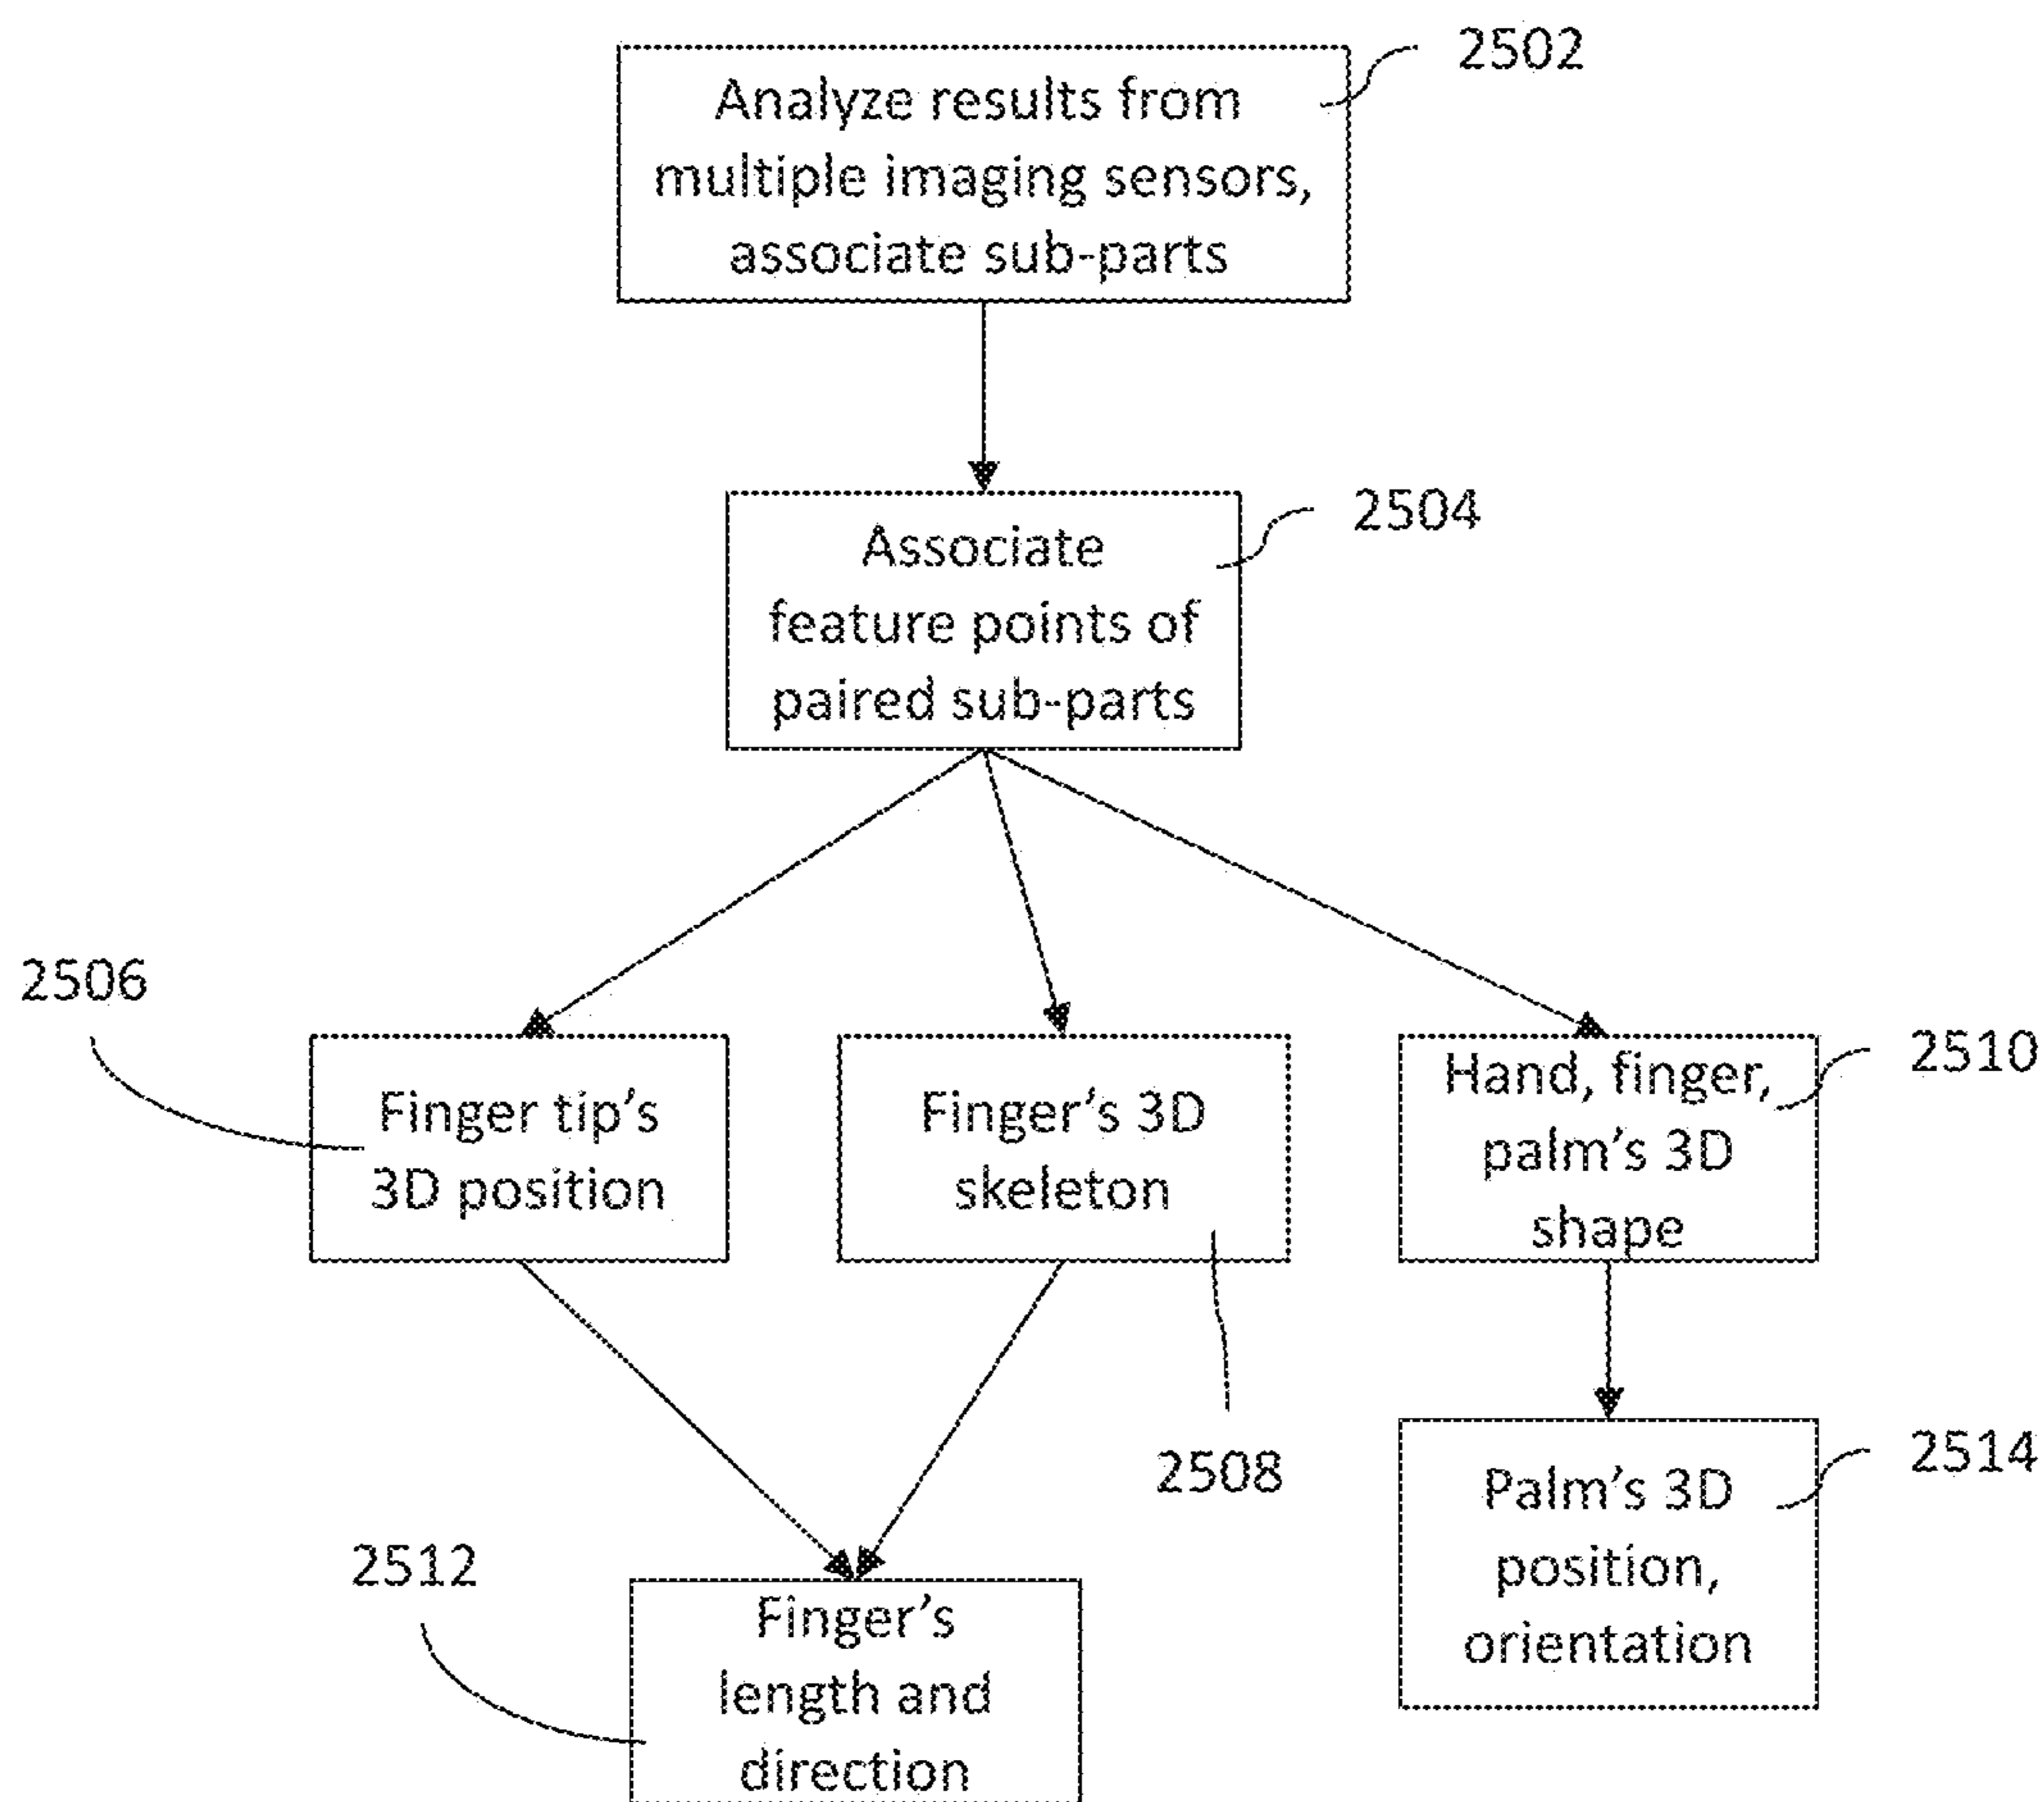 2502
Analyze results from
multiple imaging sensors,
associate sub-parts
2504
Associate
feature points of
paired sub-parts
2506
Finger tip's
3D position
Finger's 3D
skeleton
2508
2510
Hand, finger,
palm's 3D
shape
2512
Finger's
length and
direction
2514
Palm's 3D
position,
orientation